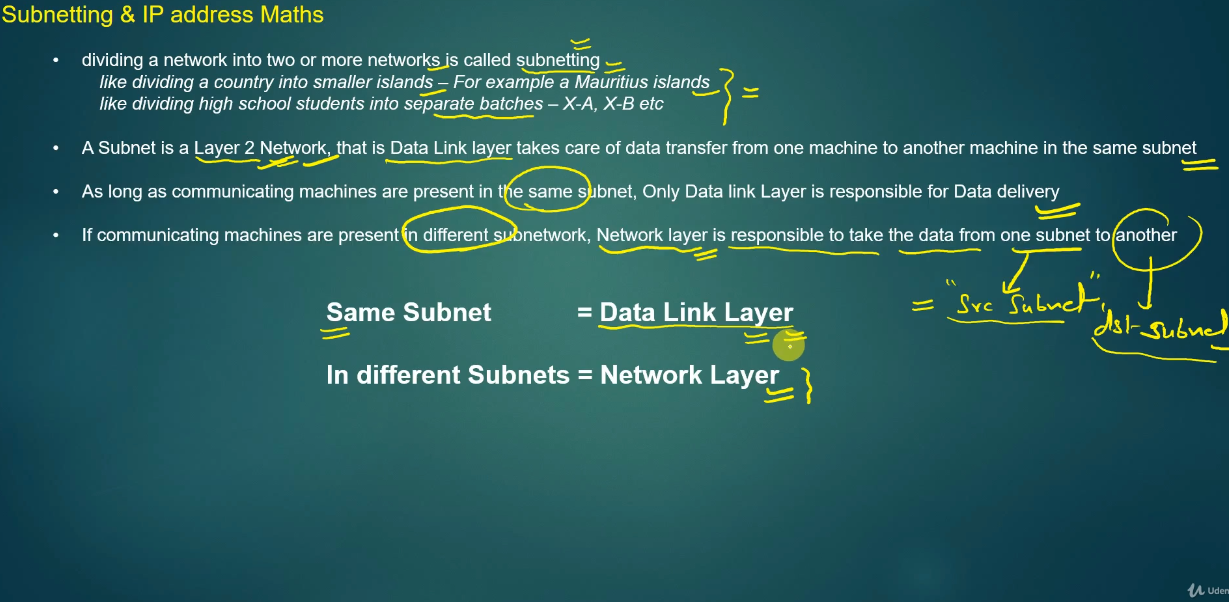 Subnetting & IP address Maths
• dividing a network into two or more networks is called subnetting
like dividing a country into smaller islands – For example a Mauritius islands
like dividing high school students into separate batches – X-A, X-B etc
• A Subnet is a Layer 2 Network, that is Data Link layer takes care of data transfer from one machine to another machine in the same subnet
• As long as communicating machines are present in the same subnet, Only Data link Layer is responsible for Data delivery
• If communicating machines are present in different subnetwork, Network layer is responsible to take the data from one subnet to another
= "Src Subnet",
dst-subnet
Same Subnet = Data Link Layer
In different Subnets = Network Layer
Uden